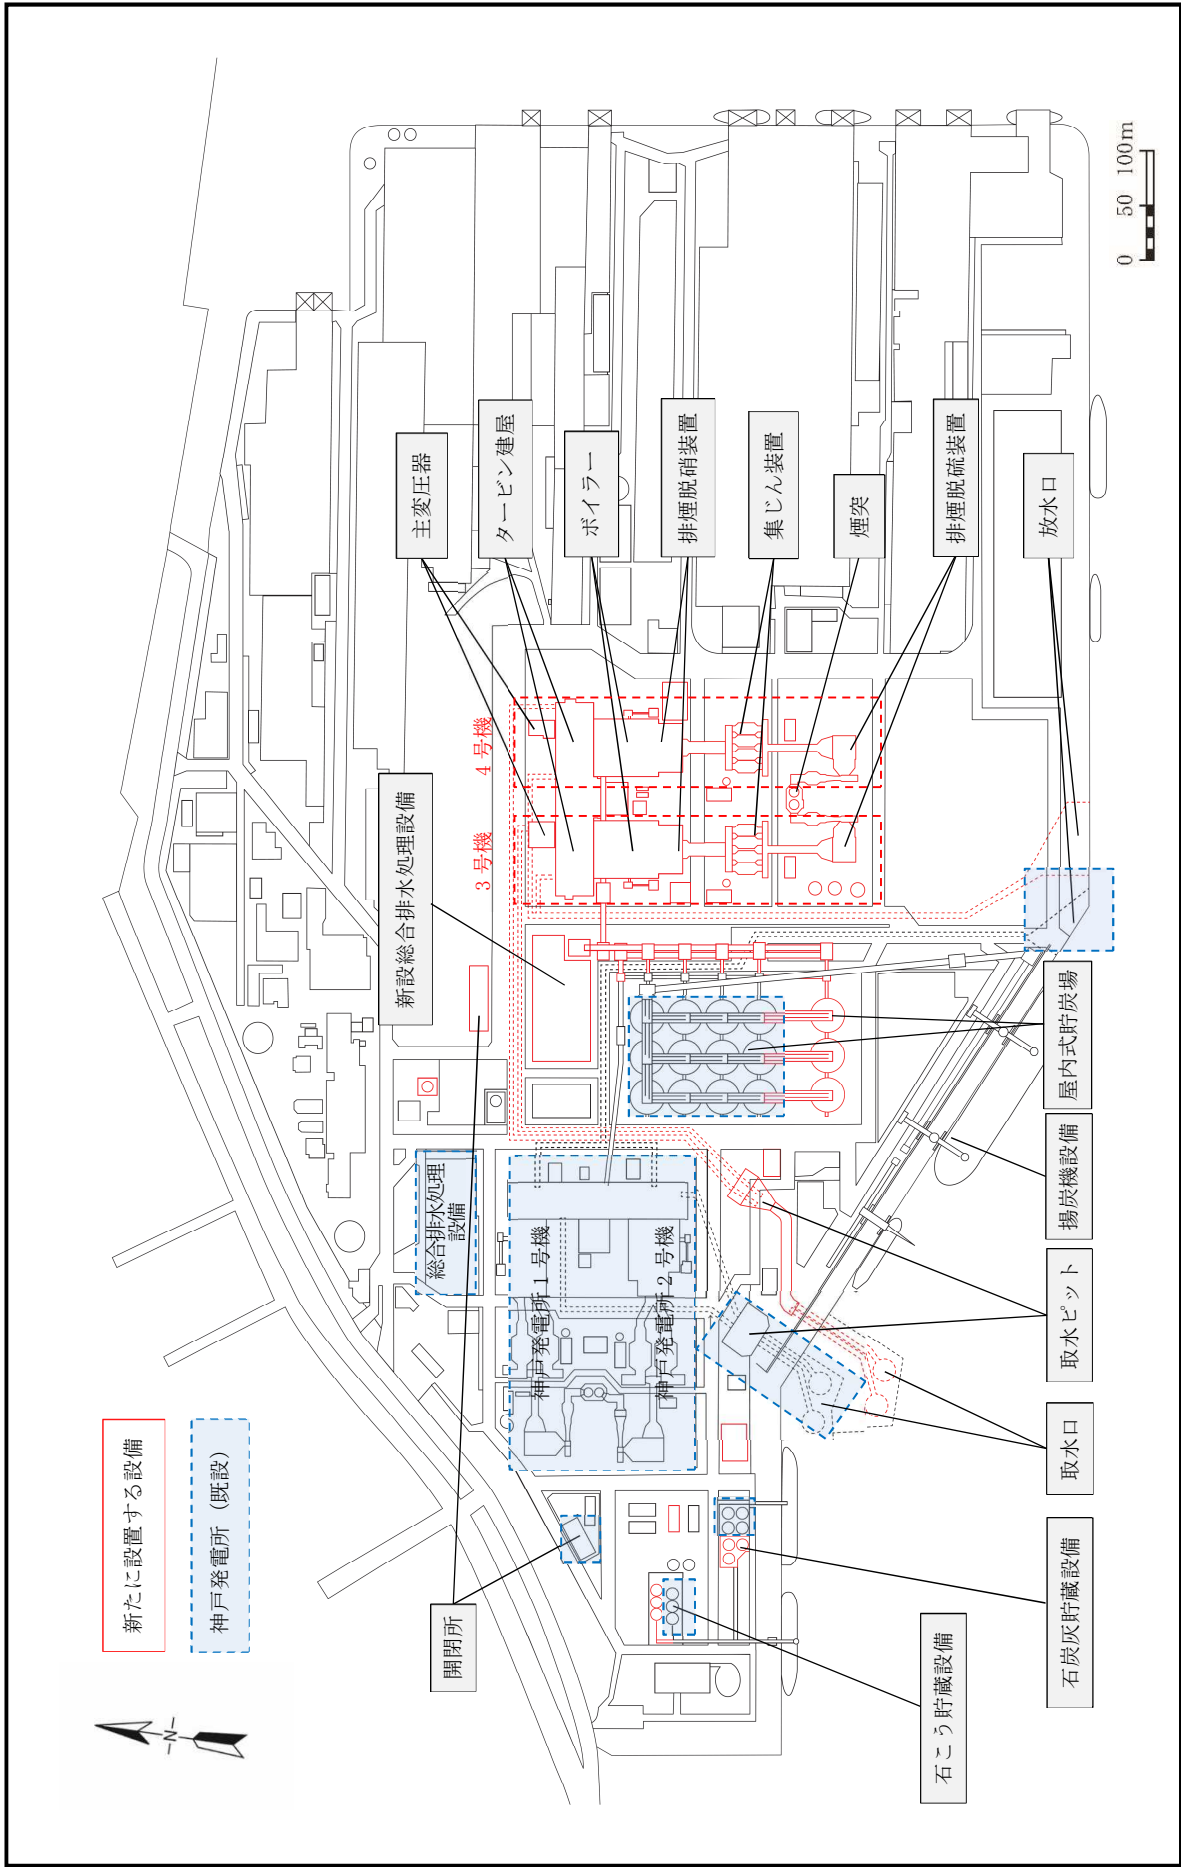 新たに設置する設備
神戸発電所（既設）
N
開閉所
新設総合排水処理設備
3号機
4号機
主変圧器
タービン建屋
ボイラー
排煙脱硝装置
集じん装置
煙突
排煙脱硫装置
放水口
総合排水処理
設備
神戸発電所1号機
神戸発電所2号機
石こう貯蔵設備
石炭灰貯蔵設備
取水口
取水ピット
揚炭機設備
屋内式貯炭場
0 50 100m